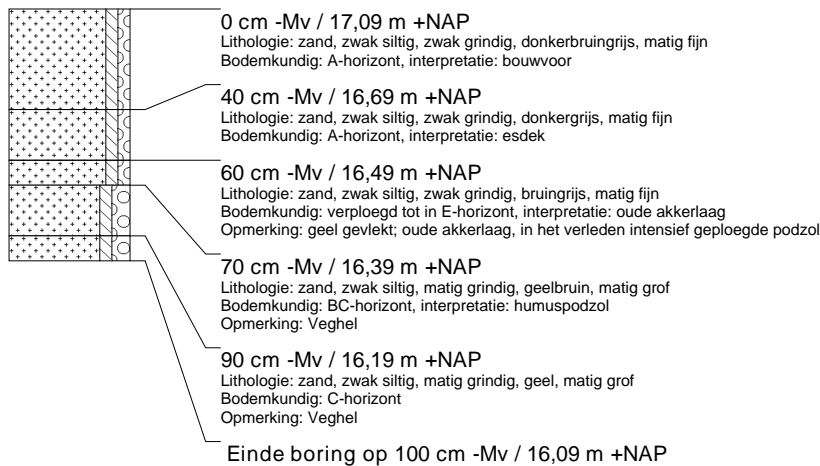 0 cm -Mv / 17,09 m +NAP
Lithologie: zand, zwak siltig, zwak grindig, donkerbruingrijs, matig fijn
Bodemkundig: A-horizont, interpretatie: bouwvoor
40 cm -Mv / 16,69 m +NAP
Lithologie: zand, zwak siltig, zwak grindig, donkergrijs, matig fijn
Bodemkundig: A-horizont, interpretatie: esdek
60 cm -Mv / 16,49 m +NAP
Lithologie: zand, zwak siltig, zwak grindig, bruingrijs, matig fijn
Bodemkundig: verploegd tot in E-horizont, interpretatie: oude akkerlaag
Opmerking: geel gevlekt; oude akkerlaag, in het verleden intensief geploegde podzol
70 cm -Mv / 16,39 m +NAP
Lithologie: zand, zwak siltig, matig grindig, geelbruin, matig grof
Bodemkundig: BC-horizont, interpretatie: humuspodzol
Opmerking: Veghel
90 cm -Mv / 16,19 m +NAP
Lithologie: zand, zwak siltig, matig grindig, geel, matig grof
Bodemkundig: C-horizont
Opmerking: Veghel
Einde boring op 100 cm -Mv / 16,09 m +NAP